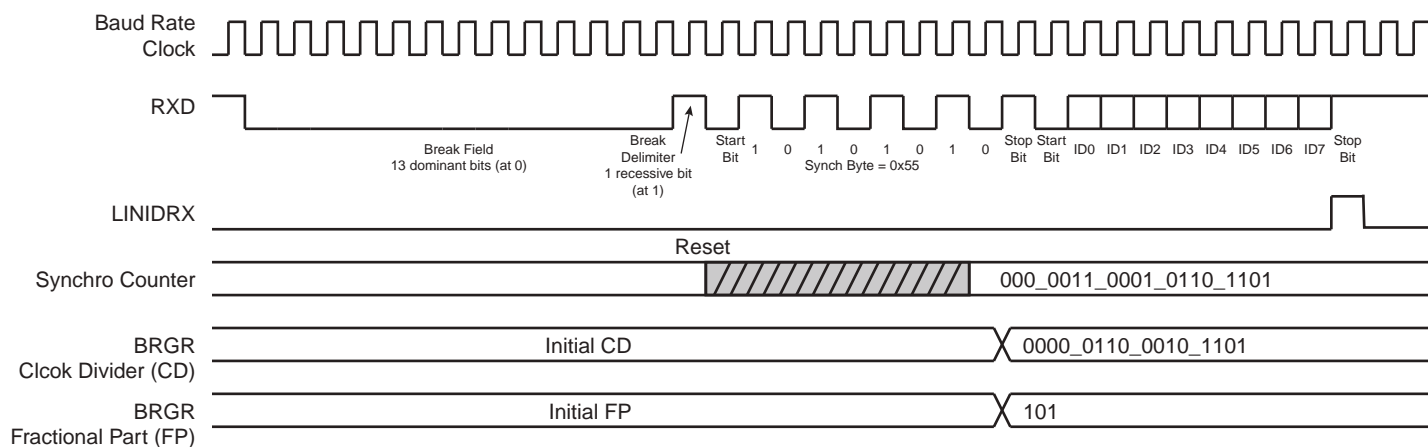 Baud Rate
Clock
RXD
Break Field
13 dominant bits (at 0)
Break
Delimiter
1 recessive bit
(at 1)
Start
Bit
1 0 1 0 1 0 1 0
Synch Byte = 0x55
Stop
Bit
Start
Bit
ID0 ID1 ID2 ID3 ID4 ID5 ID6 ID7
Stop
Bit
LINIDRX
Reset
Synchro Counter
000_0011_0001_0110_1101
BRGR
Clcok Divider (CD)
Initial CD
0000_0110_0010_1101
BRGR
Fractional Part (FP)
Initial FP
101